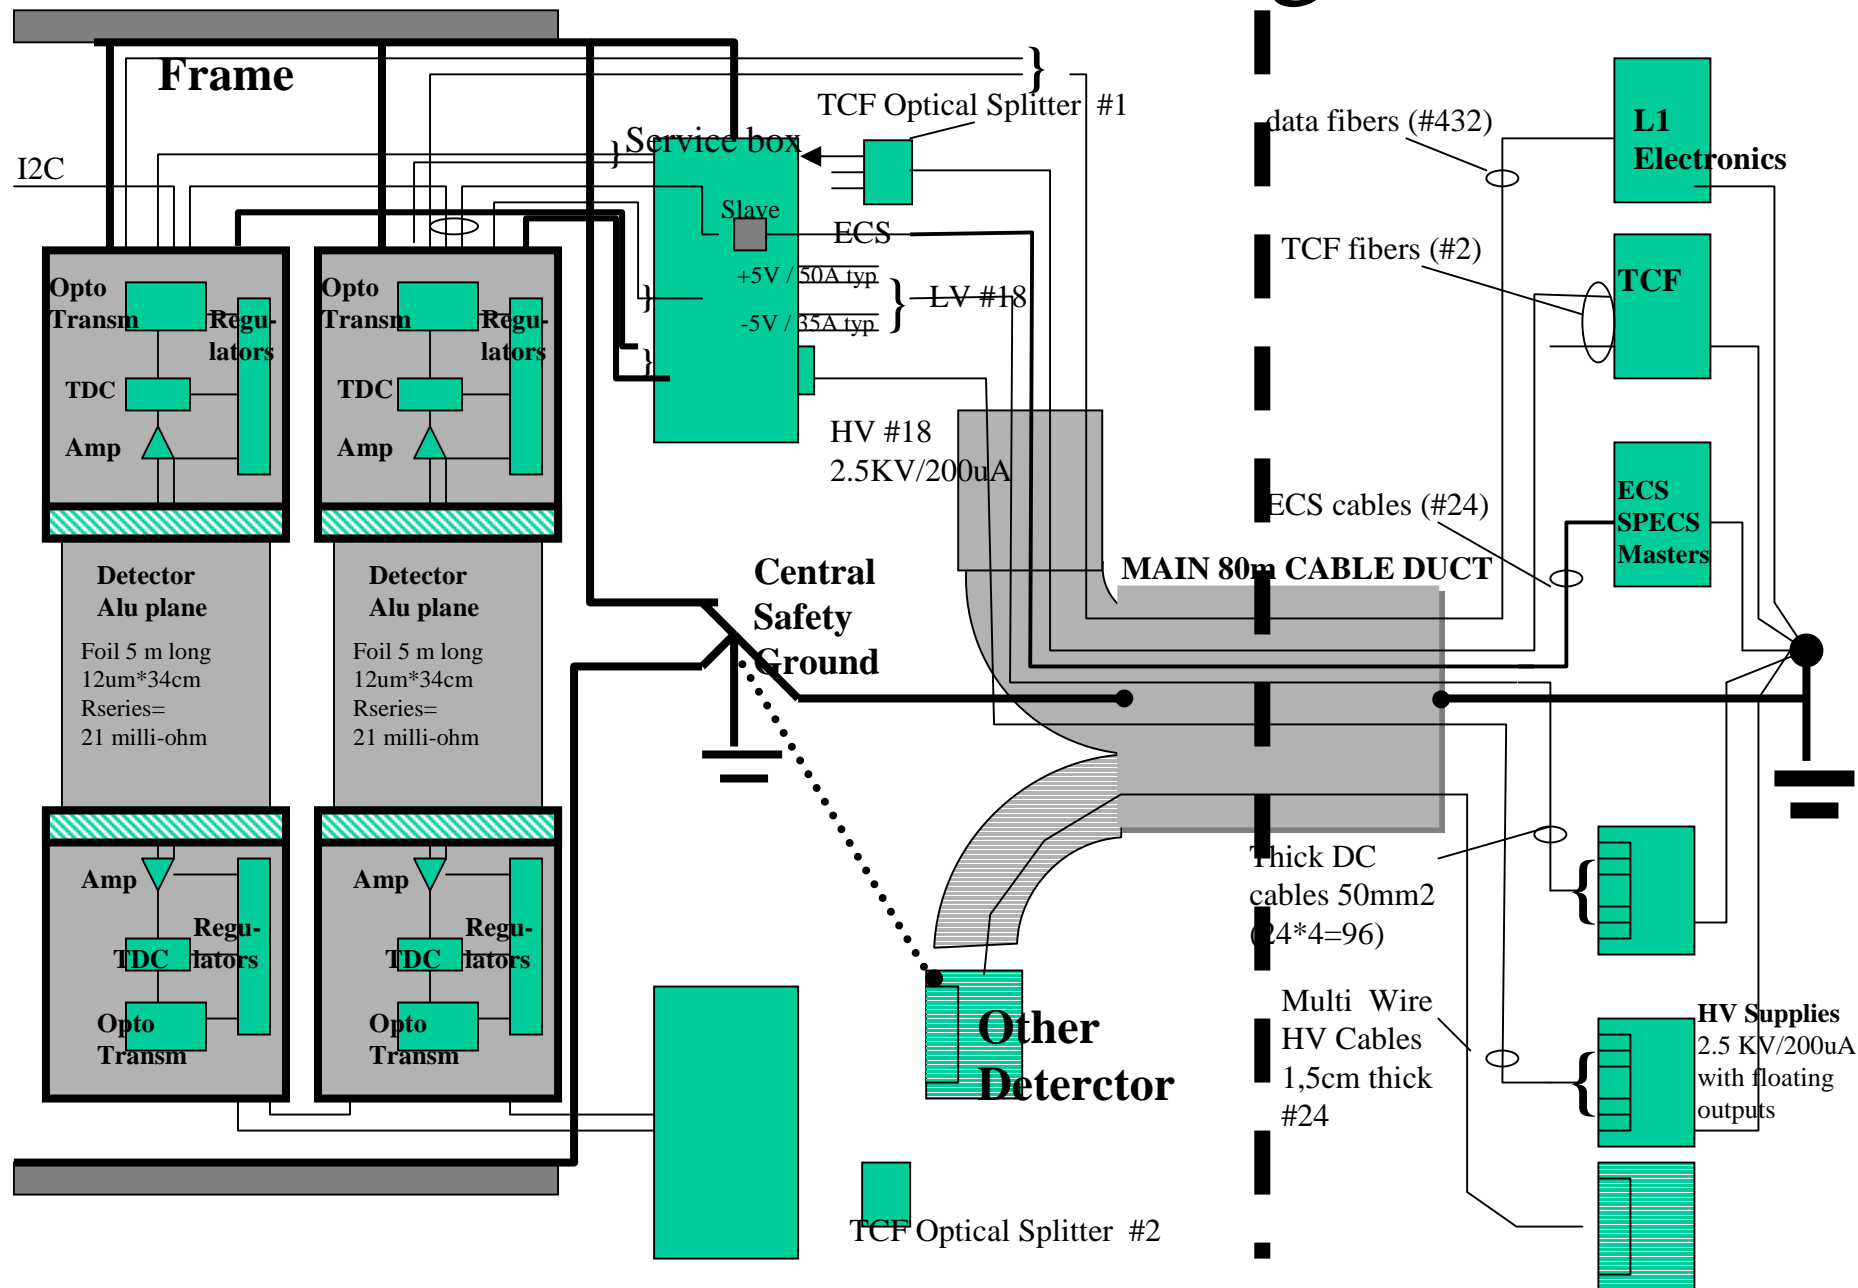 Frame
I2C
TCF Optical Splitter #1
Service box
Slave
ECS
+5V / 50A typ
LV #18
-5V / 35A typ
HV #18
2.5KV/200uA
Opto
Transm
Regu-
lators
TDC
Amp
Opto
Transm
Regu-
lators
TDC
Amp
Detector
Alu plane
Foil 5 m long
12um*34cm
Rseries=
21 milli-ohm
Detector
Alu plane
Foil 5 m long
12um*34cm
Rseries=
21 milli-ohm
Amp
Regu-
lators
TDC
Opto
Transm
Amp
Regu-
lators
TDC
Opto
Transm
Central
Safety
Ground
MAIN 80m CABLE DUCT
Other
Deterctor
TCF Optical Splitter #2
data fibers (#432)
L1
Electronics
TCF fibers (#2)
TCF
ECS cables (#24)
ECS
SPECS
Masters
Thick DC
cables 50mm2
(24*4=96)
Multi Wire
HV Cables
1,5cm thick
#24
HV Supplies
2.5 KV/200uA
with floating
outputs